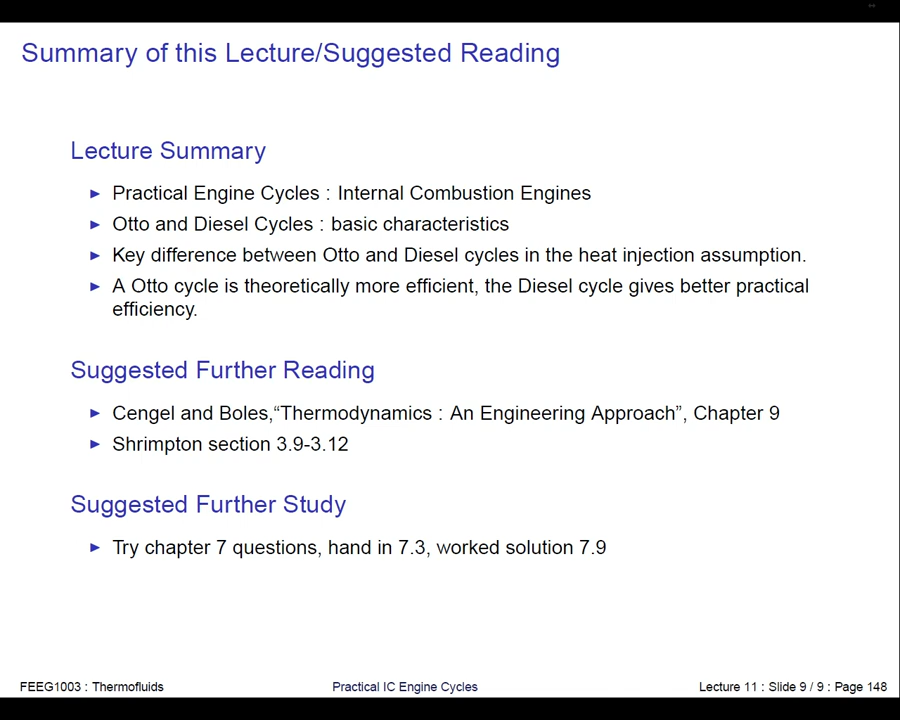 Summary of this Lecture/Suggested Reading
Lecture Summary
► Practical Engine Cycles : Internal Combustion Engines
► Otto and Diesel Cycles : basic characteristics
► Key difference between Otto and Diesel cycles in the heat injection assumption.
► A Otto cycle is theoretically more efficient, the Diesel cycle gives better practical
efficiency.
Suggested Further Reading
► Cengel and Boles,“Thermodynamics : An Engineering Approach”, Chapter 9
► Shrimpton section 3.9-3.12
Suggested Further Study
► Try chapter 7 questions, hand in 7.3, worked solution 7.9
FEEG1003 : Thermofluids Practical IC Engine Cycles Lecture 11 : Slide 9 / 9 : Page 148